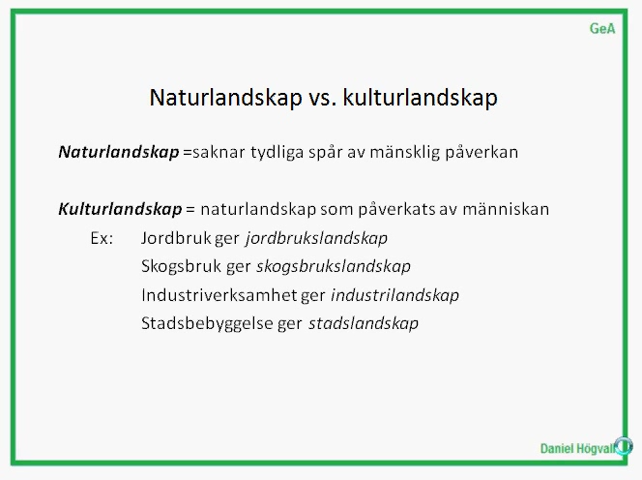 GeA
Naturlandskap vs. kulturlandskap
Naturlandskap =saknar tydliga spår av mänsklig påverkan
Kulturlandskap = naturlandskap som påverkats av människan
Ex: Jordbruk ger jordbrukslandskap
Skogsbruk ger skogsbrukslandskap
Industriverksamhet ger industrilandskap
Stadsbebyggelse ger stadslandskap
Daniel Högvall